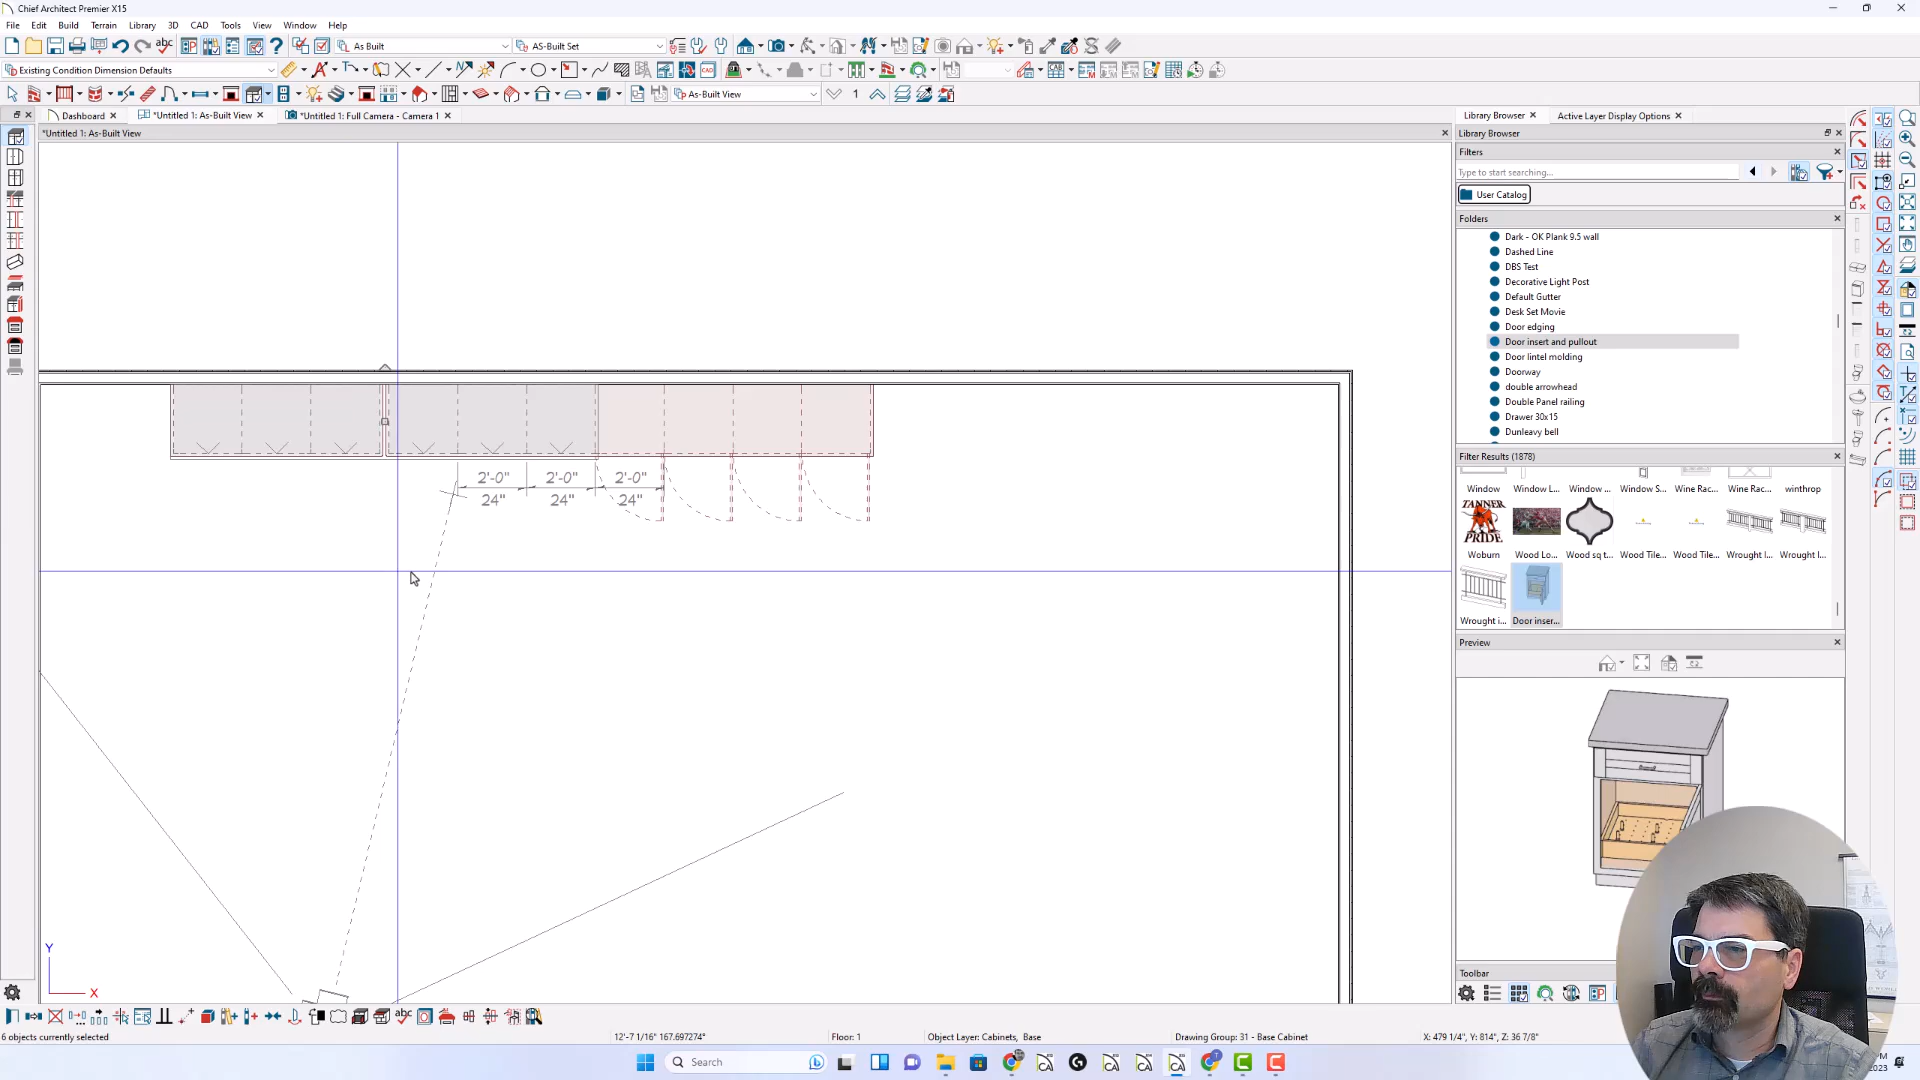 Chief Architect Premier X15
File Edit Build Terrain Library 3D CAD Tools View Window Help
As Built AS-Built Set
Existing Condition Dimension Defaults
As-Built View 1
Dashboard *Untitled 1: As-Built View *Untitled 1: Full Camera - Camera 1
*Untitled 1: As-Built View
Library Browser Active Layer Display Options
Library Browser
Filters
Type to start searching...
User Catalog
Folders
Dark - OK Plank 9.5 wall
Dashed Line
DBS Test
Decorative Light Post
Default Gutter
Desk Set Movie
Door edging
Door insert and pullout
Door lintel molding
Doorway
double arrowhead
Double Panel railing
Drawer 30x15
Dunleavy bell
Filter Results (1878)
Window Window L... Window ... Window S... Wine Rac... Wine Rac... winthrop
TANNER
PRIDE
Woburn Wood Lo... Wood sq t... Wood Tile... Wood Tile... Wrought I... Wrought I...
Wrought i... Door inser...
Preview
Toolbar
2'-0" 2'-0" 2'-0"
24" 24" 24"
Y
X
6 objects currently selected 12'-7 1/16" 167.697274° Floor: 1 Object Layer: Cabinets, Base Drawing Group: 31 - Base Cabinet X: 479 1/4", Y: 814", Z: 36 7/8"
Search
2023